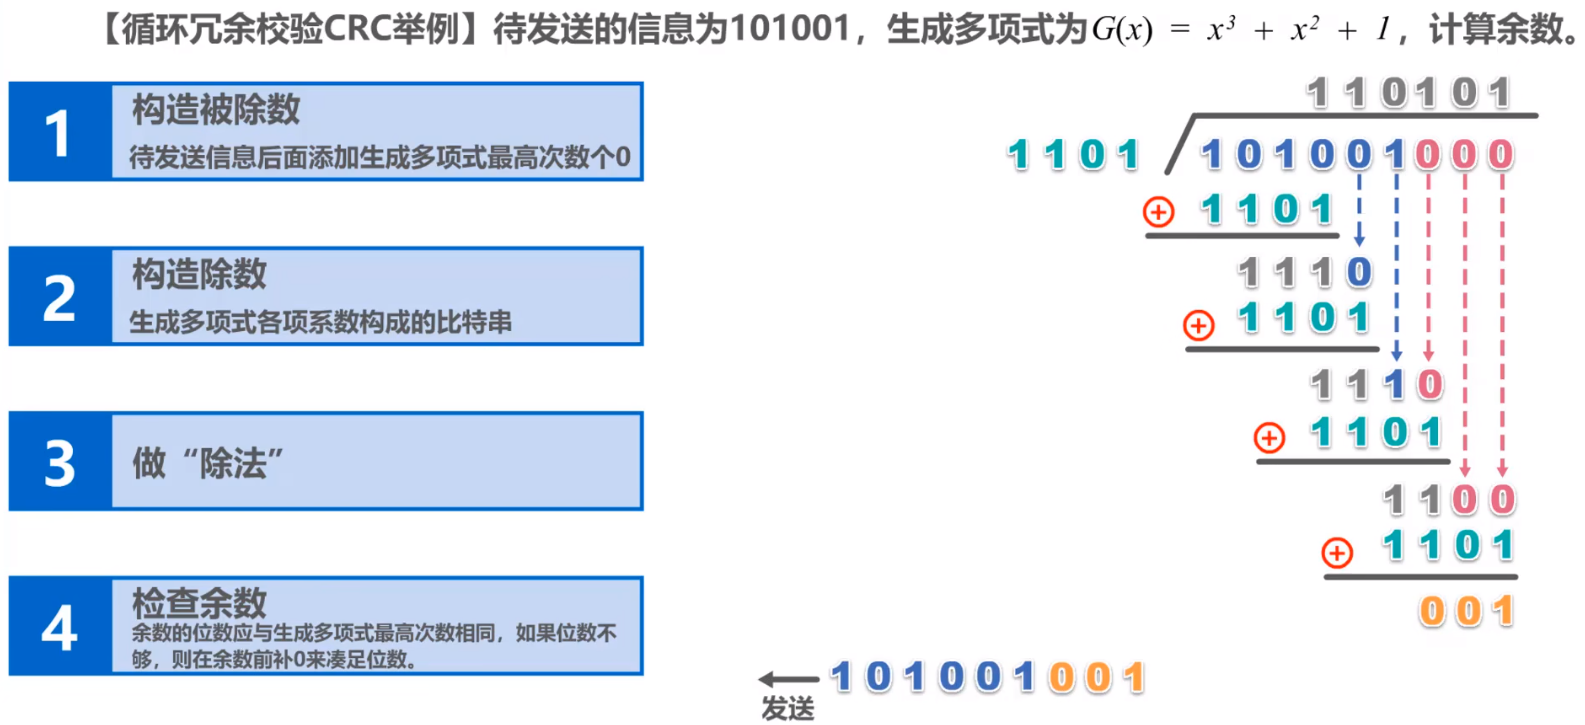 【循环冗余校验CRC举例】待发送的信息为101001，生成多项式为G(x) = x³ + x² + 1，计算余数。
1
构造被除数
待发送信息后面添加生成多项式最高次数个0
2
构造除数
生成多项式各项系数构成的比特串
3
做“除法”
4
检查余数
余数的位数应与生成多项式最高次数相同，如果位数不
够，则在余数前补0来凑足位数。
110101
1101 101001000
⊕ 1101
1110
⊕ 1101
1110
⊕ 1101
1100
⊕ 1101
001
101001001
发送